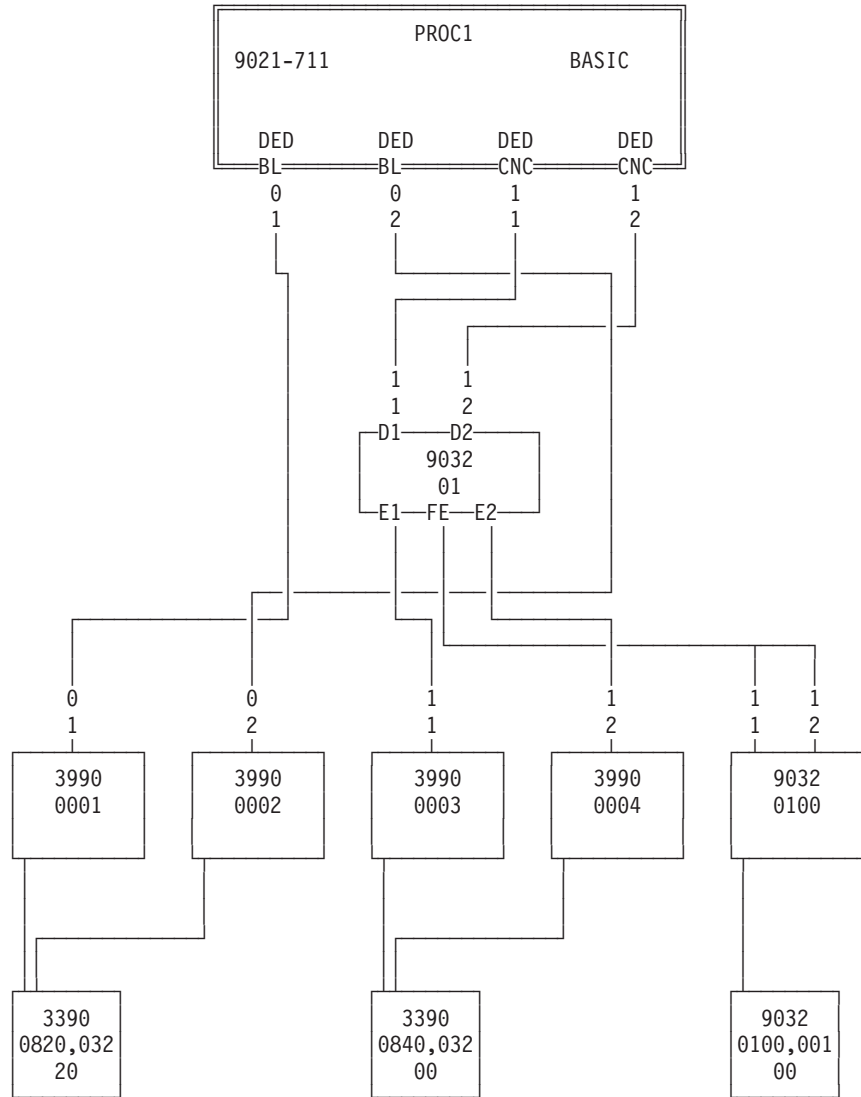 PROC1
9021-711 BASIC
DED DED DED DED
BL BL CNC CNC
0 0 1 1
1 2 1 2
1 1
1 2
D1 D2
9032
01
E1 FE E2
0 0 1 1 1 1
1 2 1 2 1 2
3990 3990 3990 3990 9032
0001 0002 0003 0004 0100
3390 3390 9032
0820,032 0840,032 0100,001
20 00 00